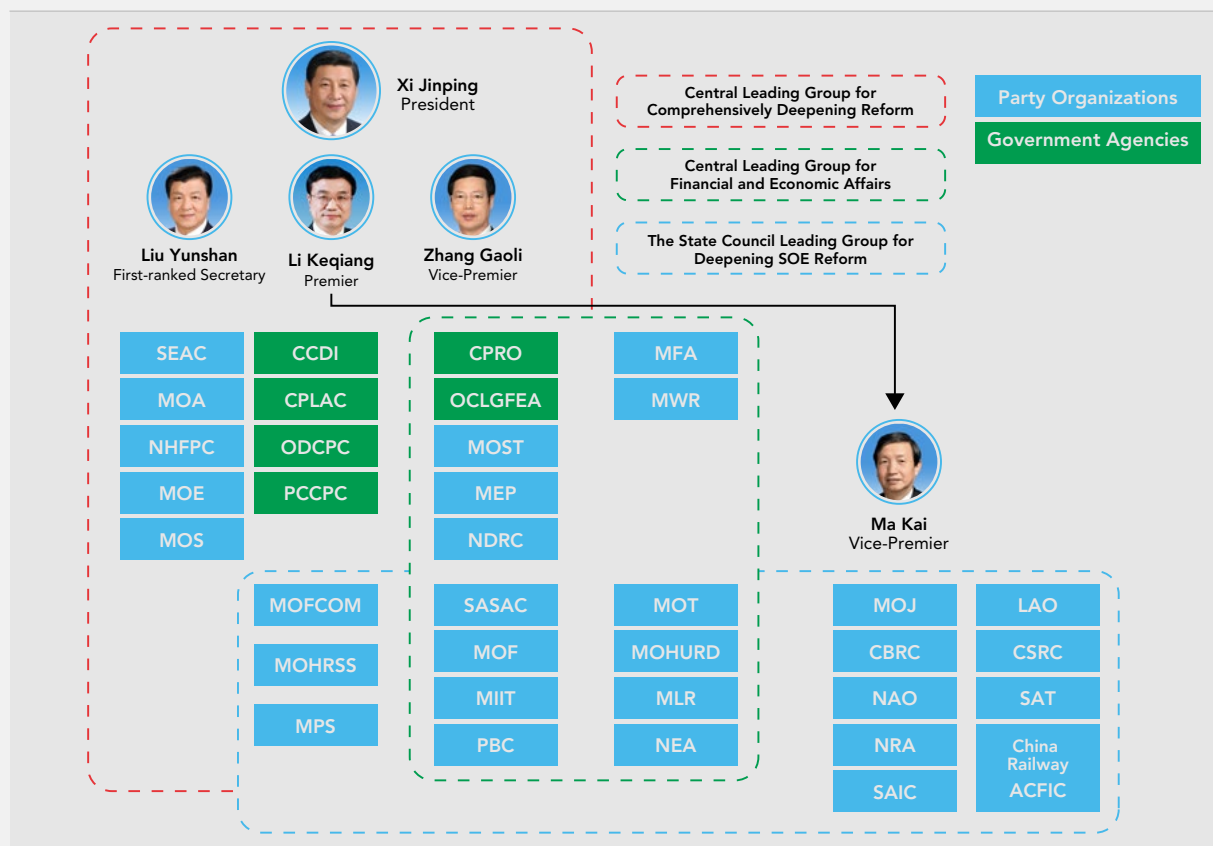 Xi Jinping
President
Central Leading Group for
Comprehensively Deepening Reform
Party Organizations
Government Agencies
Central Leading Group for
Financial and Economic Affairs
The State Council Leading Group for
Deepening SOE Reform
Liu Yunshan
First-ranked Secretary
Li Keqiang
Premier
Zhang Gaoli
Vice-Premier
SEAC
CCDI
CPRO
MFA
MOA
CPLAC
OCLGFEA
MWR
NHFPC
ODCPC
MOST
MOE
PCCPC
MEP
MOS
NDRC
Ma Kai
Vice-Premier
MOFCOM
SASAC
MOT
MOJ
LAO
MOHRSS
MOF
MOHURD
CBRC
CSRC
MPS
MIIT
MLR
NAO
SAT
PBC
NEA
NRA
China
Railway
SAIC
ACFIC